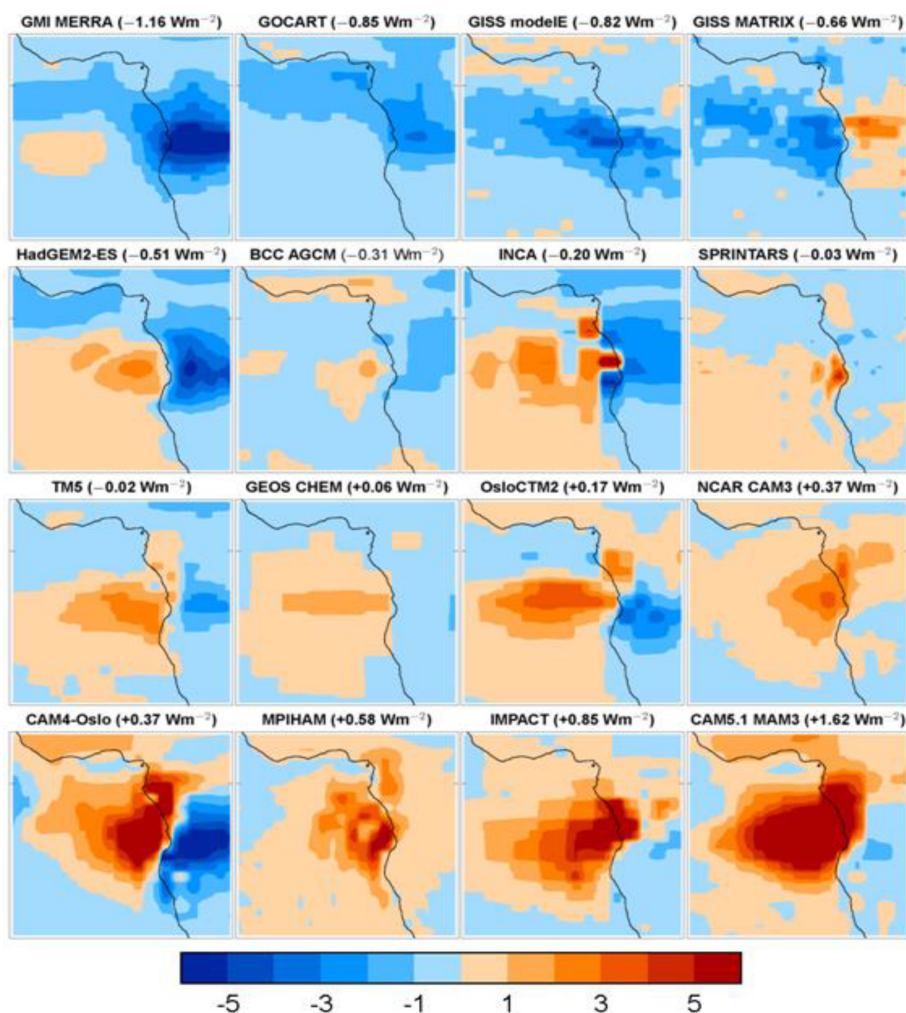 GMI MERRA (−1.16 Wm⁻²) GOCART (−0.85 Wm⁻²) GISS modelE (−0.82 Wm⁻²) GISS MATRIX (−0.66 Wm⁻²)
HadGEM2-ES (−0.51 Wm⁻²) BCC AGCM (−0.31 Wm⁻²) INCA (−0.20 Wm⁻²) SPRINTARS (−0.03 Wm⁻²)
TM5 (−0.02 Wm⁻²) GEOS CHEM (+0.06 Wm⁻²) OsloCTM2 (+0.17 Wm⁻²) NCAR CAM3 (+0.37 Wm⁻²)
CAM4-Oslo (+0.37 Wm⁻²) MPIHAM (+0.58 Wm⁻²) IMPACT (+0.85 Wm⁻²) CAM5.1 MAM3 (+1.62 Wm⁻²)
-5 -3 -1 1 3 5